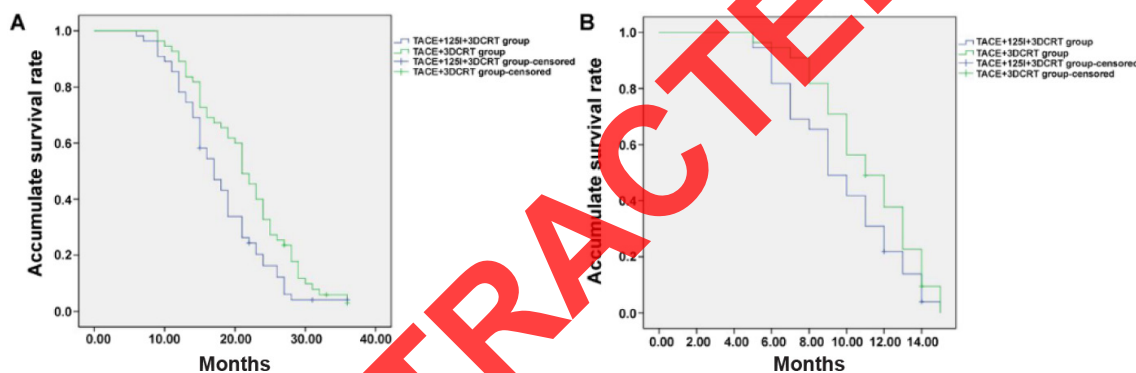 A
Accumulate survival rate
1.0
0.8
0.6
0.4
0.2
0.0
0.00 10.00 20.00 30.00 40.00
Months
TACE+125I+3DCRT group
TACE+3DCRT group
TACE+125I+3DCRT group-censored
TACE+3DCRT group-censored
B
Accumulate survival rate
1.0
0.8
0.6
0.4
0.2
0.0
0.00 2.00 4.00 6.00 8.00 10.00 12.00 14.00
Months
TACE+125I+3DCRT group
TACE+3DCRT group
TACE+125I+3DCRT group-censored
TACE+3DCRT group-censored
TRACTE